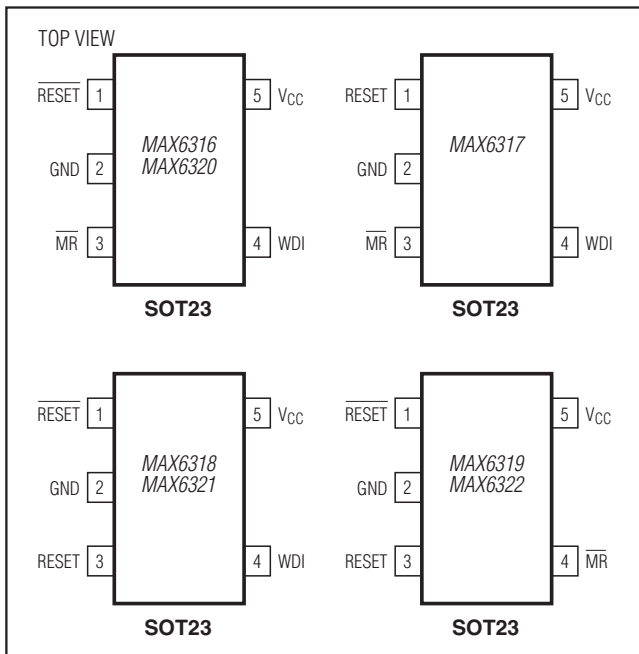 TOP VIEW
RESET 1 5 VCC
MAX6316
MAX6320
GND 2
MR 3 4 WDI
SOT23
RESET 1 5 VCC
MAX6317
GND 2
MR 3 4 WDI
SOT23
RESET 1 5 VCC
MAX6318
MAX6321
GND 2
RESET 3 4 WDI
SOT23
RESET 1 5 VCC
MAX6319
MAX6322
GND 2
RESET 3 4 MR
SOT23